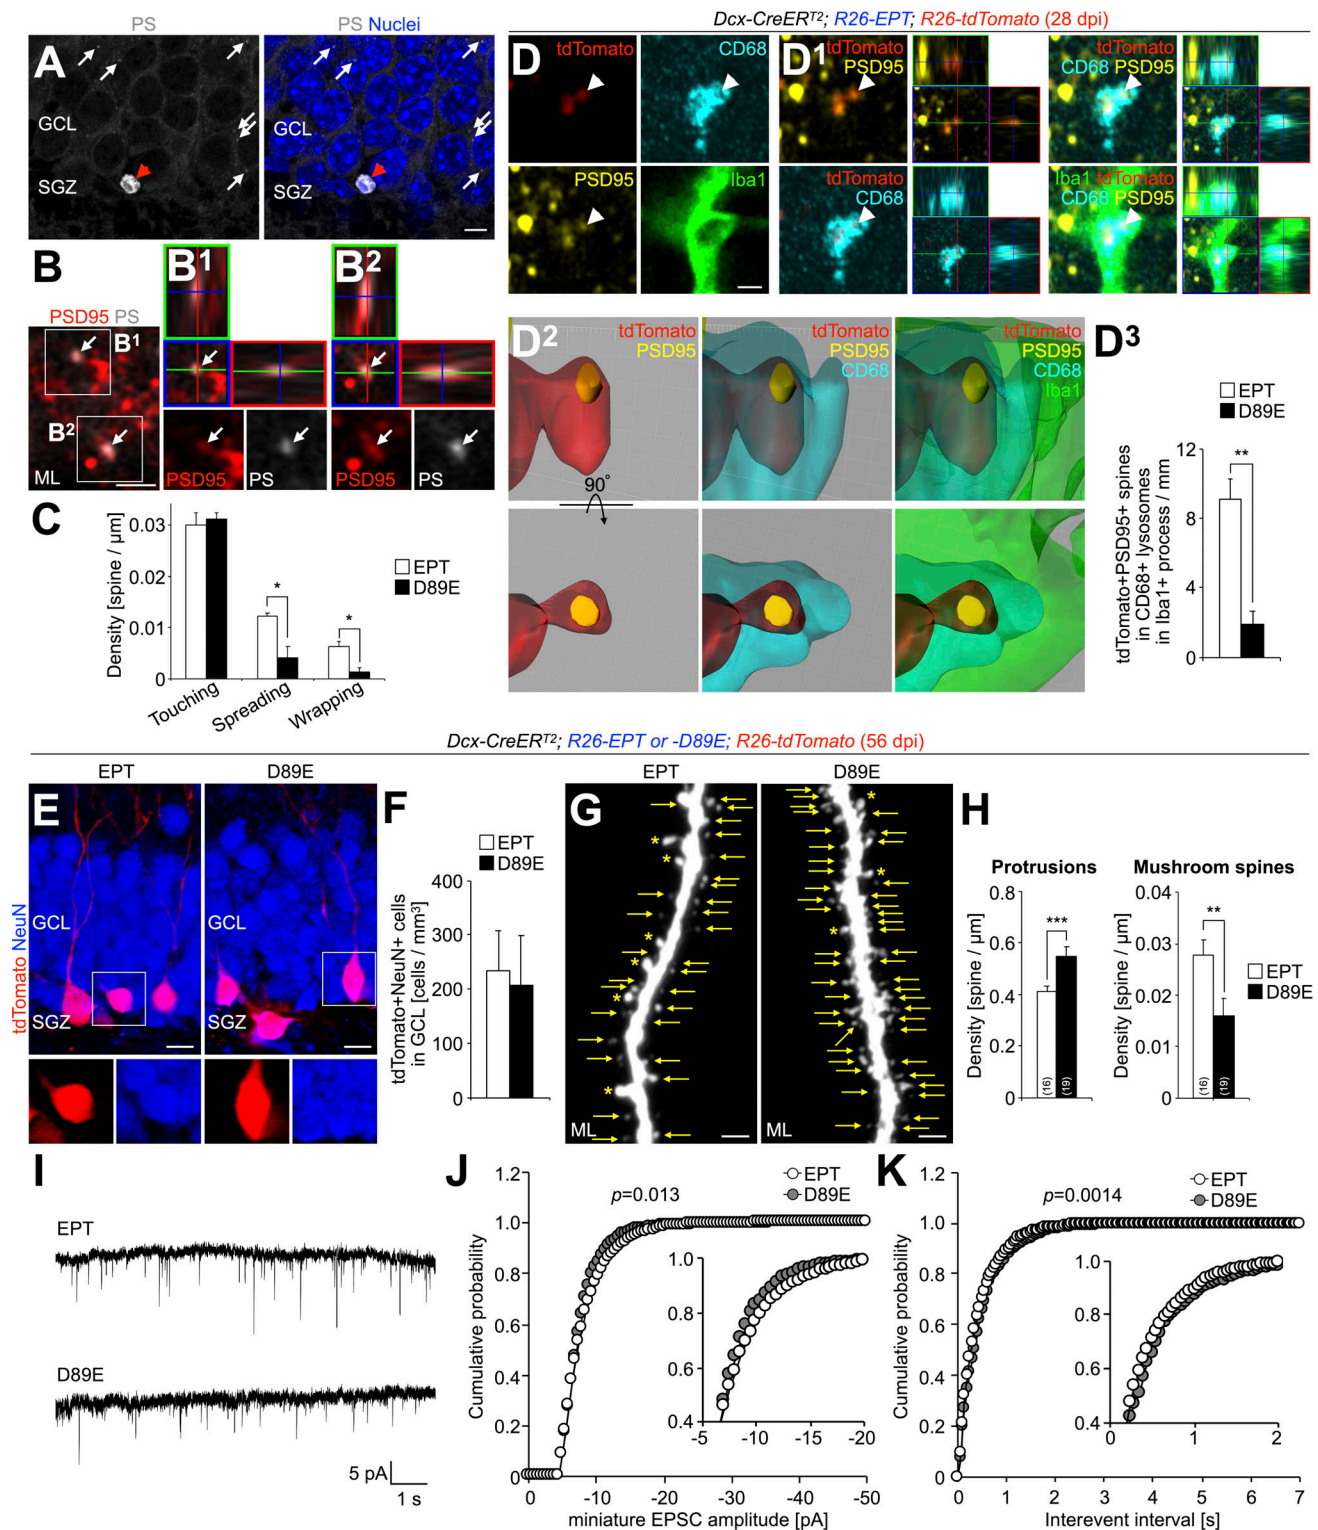 PS
PS Nuclei
A
GCL
SGZ
GCL
SGZ
B
PSD95 PS
B1
B2
ML
B1
PSD95
PS
B2
PSD95
PS
C
Density [spine / µm]
0.03
0.02
0.01
0
EPT
D89E
*
*
Touching
Spreading
Wrapping
Dcx-CreERT2; R26-EPT; R26-tdTomato (28 dpi)
D
tdTomato
CD68
PSD95
Iba1
D1
tdTomato
PSD95
tdTomato
CD68
tdTomato
CD68 PSD95
Iba1 tdTomato
CD68 PSD95
D2
tdTomato
PSD95
tdTomato
PSD95
CD68
tdTomato
PSD95
CD68
Iba1
90°
D3
EPT
D89E
tdTomato+PSD95+ spines
in CD68+ lysosomes
in Iba1+ process / mm
12
8
4
0
**
Dcx-CreERT2; R26-EPT or -D89E; R26-tdTomato (56 dpi)
EPT
D89E
E
tdTomato NeuN
GCL
SGZ
GCL
SGZ
F
EPT
D89E
tdTomato+NeuN+ cells
in GCL [cells / mm3]
400
300
200
100
0
EPT
D89E
G
*
*
*
*
*
*
ML
*
*
*
ML
H
Protrusions
Density [spine / µm]
0.8
0.6
0.4
0.2
0
***
(16)
(19)
Mushroom spines
Density [spine / µm]
0.04
0.03
0.02
0.01
0
**
(16)
(19)
EPT
D89E
I
EPT
D89E
5 pA
1 s
J
Cumulative probability
1.2
1.0
0.8
0.6
0.4
0.2
0
p=0.013
EPT
D89E
1.0
0.8
0.6
0.4
-5
-10
-15
-20
0
-10
-20
-30
-40
-50
miniature EPSC amplitude [pA]
K
Cumulative probability
1.2
1.0
0.8
0.6
0.4
0.2
0
p=0.0014
EPT
D89E
1.0
0.8
0.6
0.4
0
1
2
0
1
2
3
4
5
6
7
Interevent interval [s]